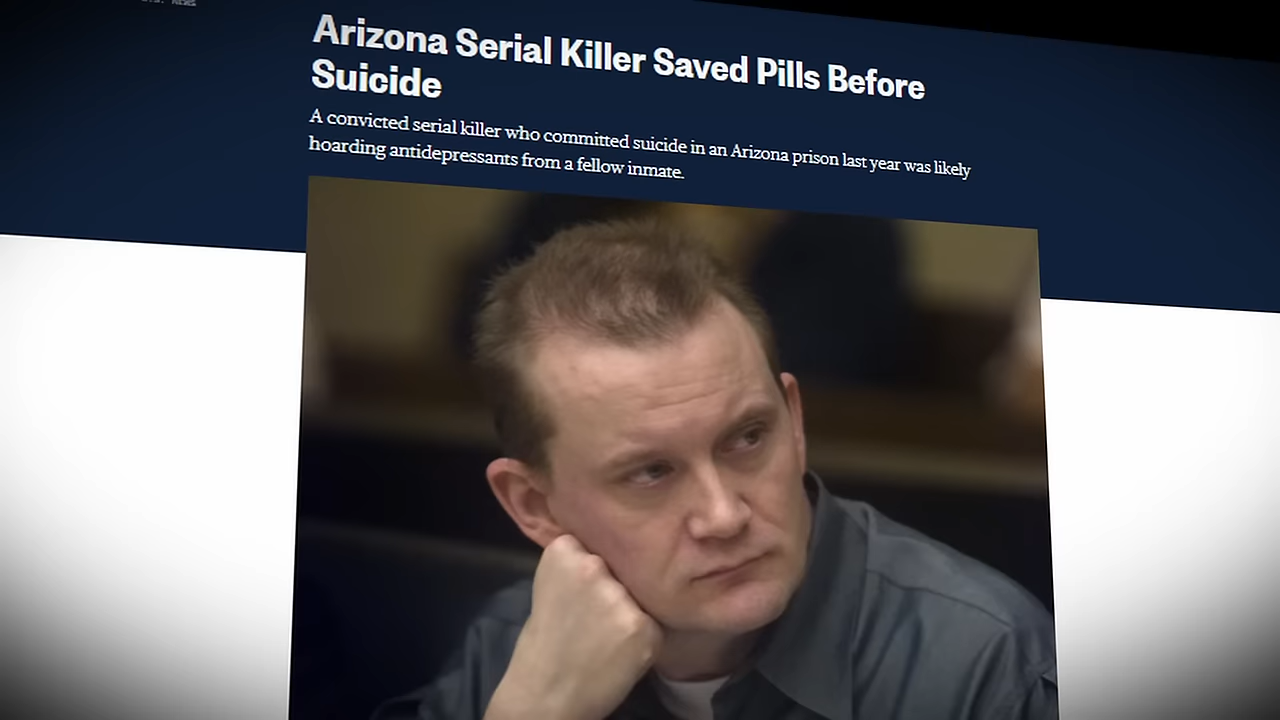 Arizona Serial Killer Saved Pills Before
Suicide
A convicted serial killer who committed suicide in an Arizona prison last year was likely
hoarding antidepressants from a fellow inmate.